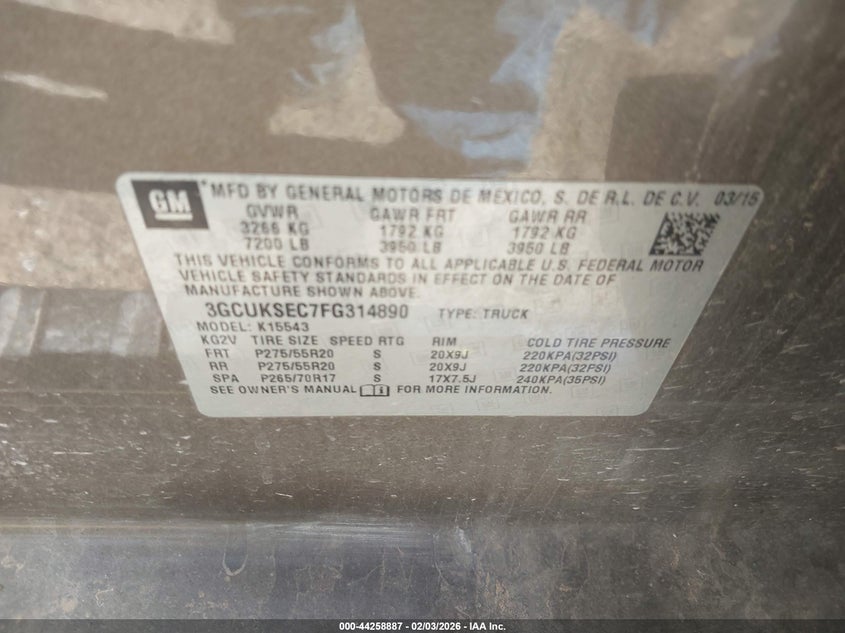 GM
*MFD BY GENERAL MOTORS DE MEXICO, S. DE R.L. DE C.V. 03/15
GVWR GAWR FRT GAWR RR
3266 KG 1792 KG 1792 KG
7200 LB 3950 LB 3950 LB
THIS VEHICLE CONFORMS TO ALL APPLICABLE U.S. FEDERAL MOTOR
VEHICLE SAFETY STANDARDS IN EFFECT ON THE DATE OF
MANUFACTURE SHOWN ABOVE.
3GCUKSEC7FG314890 TYPE: TRUCK
MODEL: K15543
KG2V TIRE SIZE SPEED RTG RIM COLD TIRE PRESSURE
FRT P275/55R20 S 20X9J 220KPA(32PSI)
RR P275/55R20 S 20X9J 220KPA(32PSI)
SPA P265/70R17 S 17X7.5J 240KPA(35PSI)
SEE OWNER'S MANUAL FOR MORE INFORMATION.
000-44258887 - 02/03/2026 - IAA Inc.